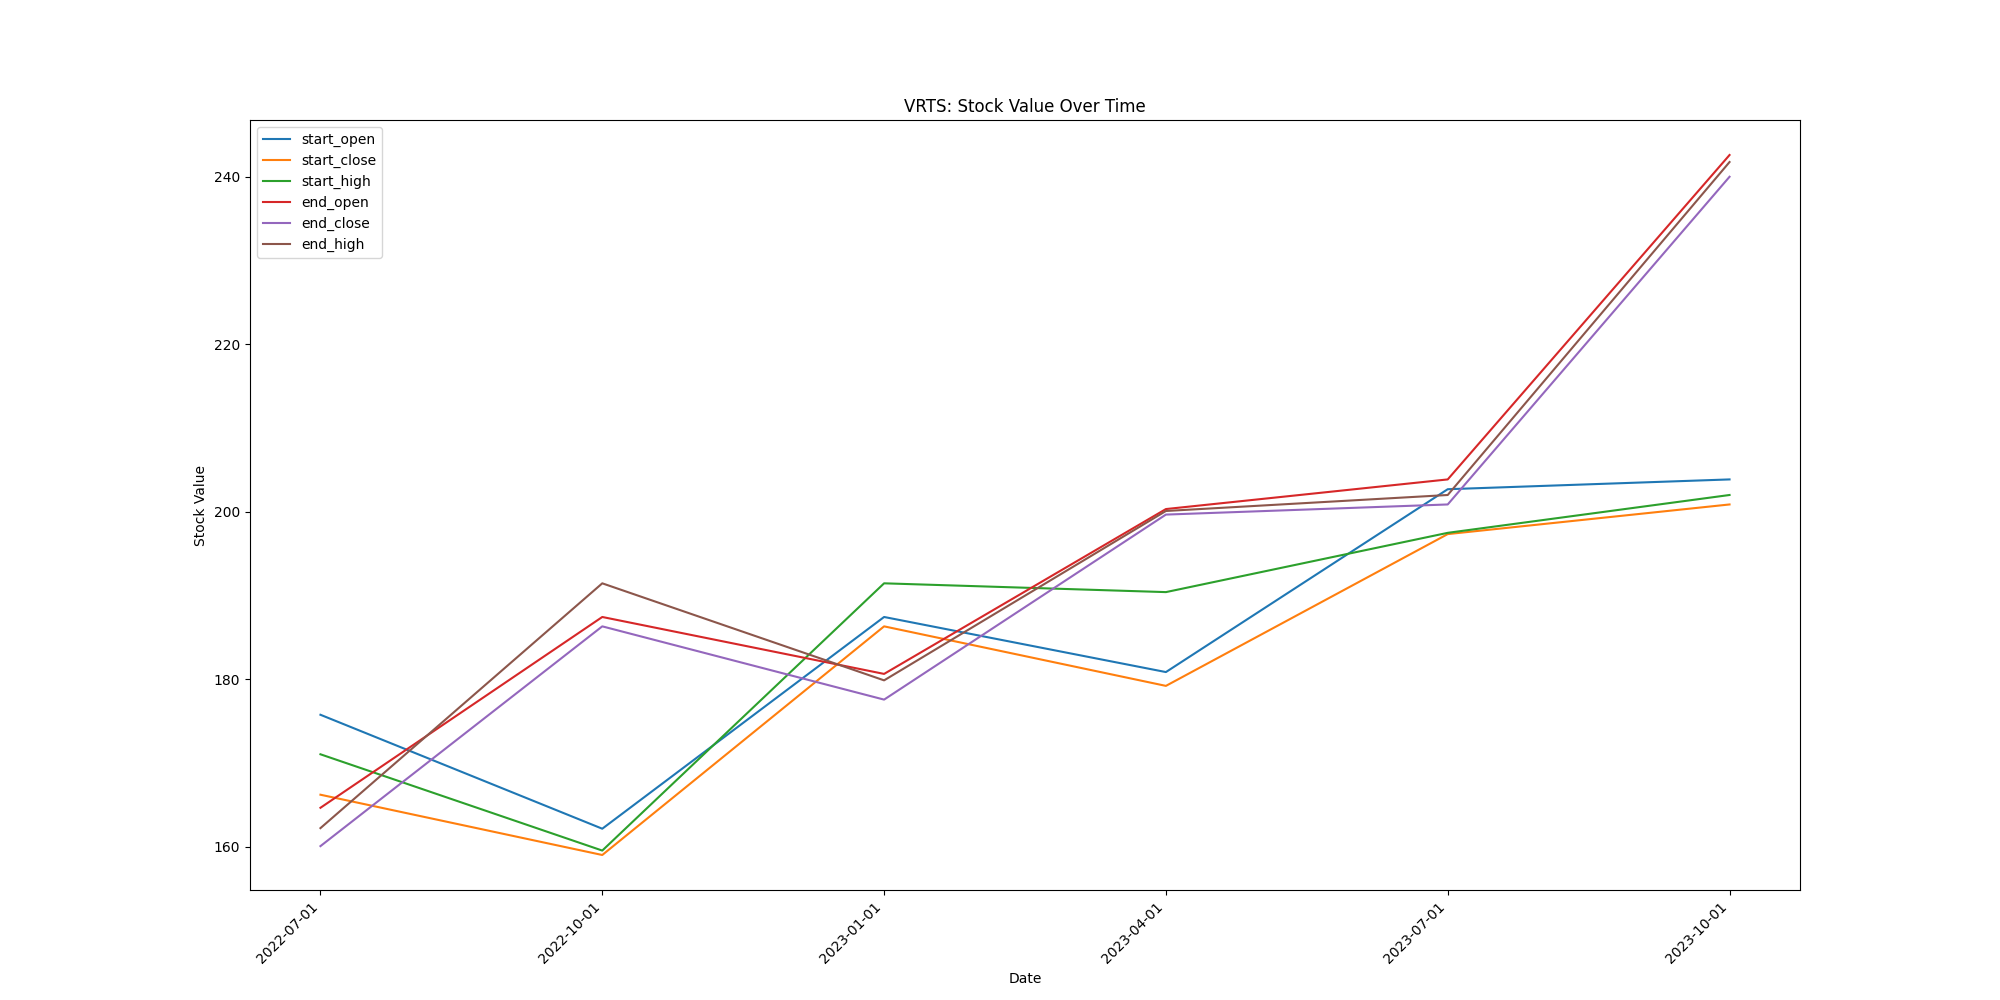 VRTS: Stock Value Over Time
start_open
start_close
start_high
end_open
end_close
end_high
240
220
200
180
160
Stock Value
2022-07-01
2022-10-01
2023-01-01
2023-04-01
2023-07-01
2023-10-01
Date